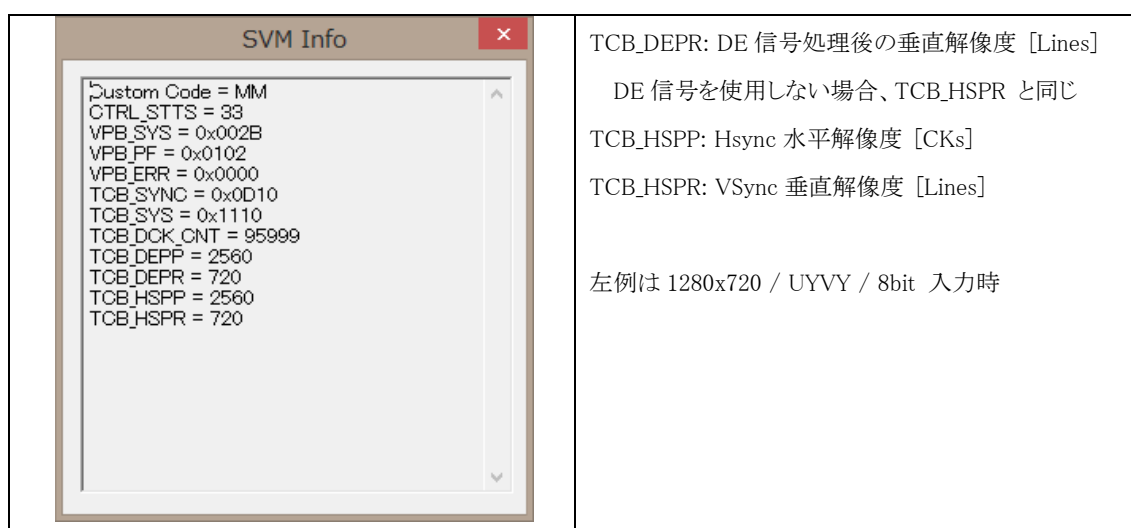 SVM Info
Custom Code = MM
CTRL_STTS = 33
VPB_SYS = 0x002B
VPB_PF = 0x0102
VPB_ERR = 0x0000
TCB_SYNC = 0x0D10
TCB_SYS = 0x1110
TCB_DCK_CNT = 95999
TCB_DEPP = 2560
TCB_DEPR = 720
TCB_HSPP = 2560
TCB_HSPR = 720
TCB_DEPR: DE 信号処理後の垂直解像度 [Lines]
DE 信号を使用しない場合、TCB_HSPR と同じ
TCB_HSPP: Hsync 水平解像度 [CKs]
TCB_HSPR: VSync 垂直解像度 [Lines]
左例は 1280x720 / UYVY / 8bit 入力時